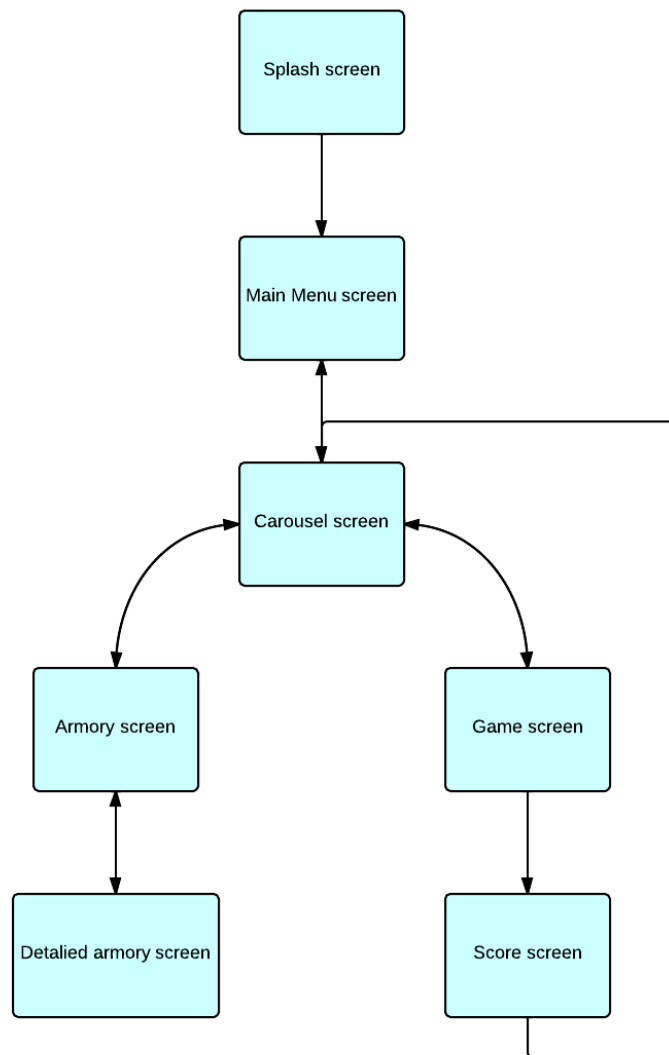 Splash screen
Main Menu screen
Carousel screen
Armory screen
Game screen
Detalied armory screen
Score screen